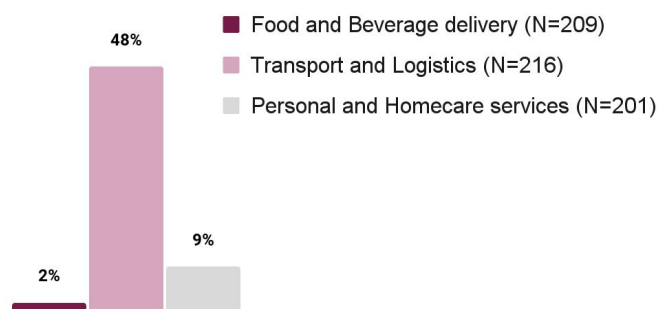 Food and Beverage delivery (N=209)
48%
Transport and Logistics (N=216)
Personal and Homecare services (N=201)
9%
2%